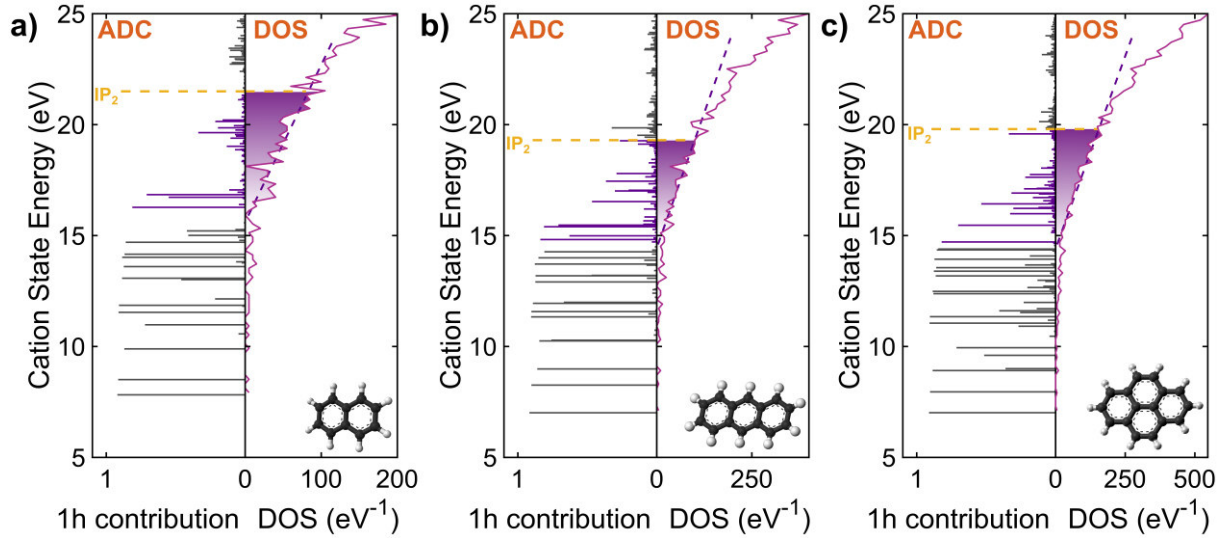 a)
ADC
DOS
25
20
15
10
5
Cation State Energy (eV)
IP2
1
0
100
200
1h contribution
DOS (eV-1)
b)
ADC
DOS
25
20
15
10
5
Cation State Energy (eV)
IP2
1
0
250
1h contribution
DOS (eV-1)
c)
ADC
DOS
25
20
15
10
5
Cation State Energy (eV)
IP2
1
0
250
500
1h contribution
DOS (eV-1)